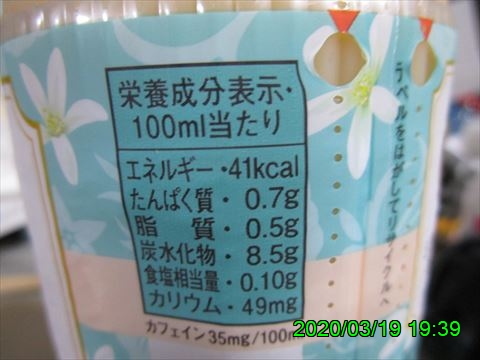 栄養成分表示・
100ml当たり
エネルギー・41kcal
たんぱく質・0.7g
脂　質・0.5g
炭水化物・8.5g
食塩相当量・0.10g
カリウム・49mg
カフェイン35mg/100m
ラベルをはがしてリサイクルへ
2020/03/19 19:39